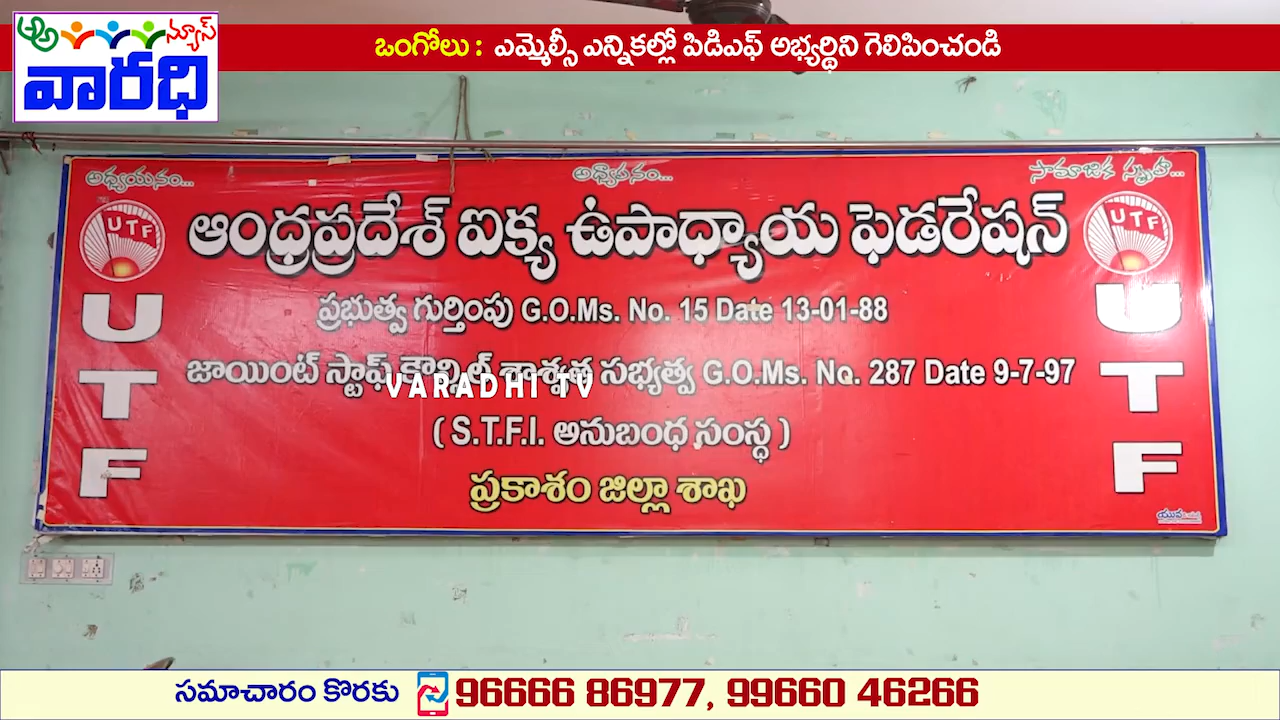 ఒంగోలు : ఎమ్మెల్సీ ఎన్నికల్లో పిడిఎఫ్ అభ్యర్థిని గెలిపించండి
న్యూస్
వారధి
అధ్యయనం... అధ్యాపనం... సామాజిక స్పృహ...
UTF ఆంధ్రప్రదేశ్ ఐక్య ఉపాధ్యాయ ఫెడరేషన్ UTF
ప్రభుత్వ గుర్తింపు G.O.Ms. No. 15 Date 13-01-88
జాయింట్ స్టాఫ్ కౌన్సిల్ శాశ్వత సభ్యత్వ G.O.Ms. No. 287 Date 9-7-97
VARADHI TV
( S.T.F.I. అనుబంధ సంస్థ )
ప్రకాశం జిల్లా శాఖ
U
T
F
U
T
F
సమాచారం కొరకు 96666 86977, 99660 46266